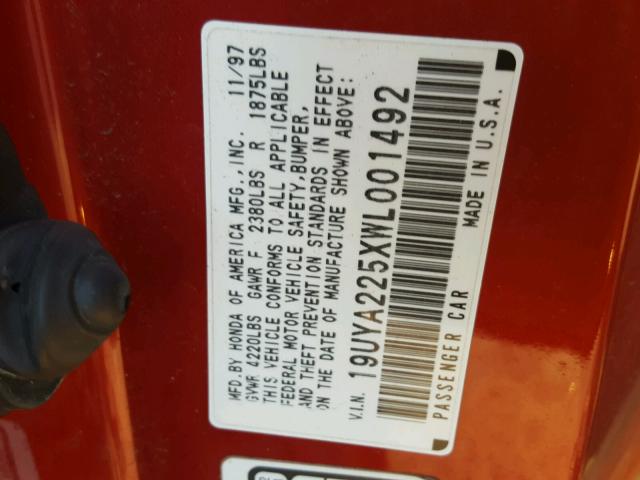 MFD.BY HONDA OF AMERICA MFG.,INC. 11/97
GVWR 4220LBS GAWR F 2380LBS R 1875LBS
THIS VEHICLE CONFORMS TO ALL APPLICABLE
FEDERAL MOTOR VEHICLE SAFETY,BUMPER,
AND THEFT PREVENTION STANDARDS IN EFFECT
ON THE DATE OF MANUFACTURE SHOWN ABOVE:
V.I.N. 19UYA225XWL001492
PASSENGER CAR MADE IN U.S.A.